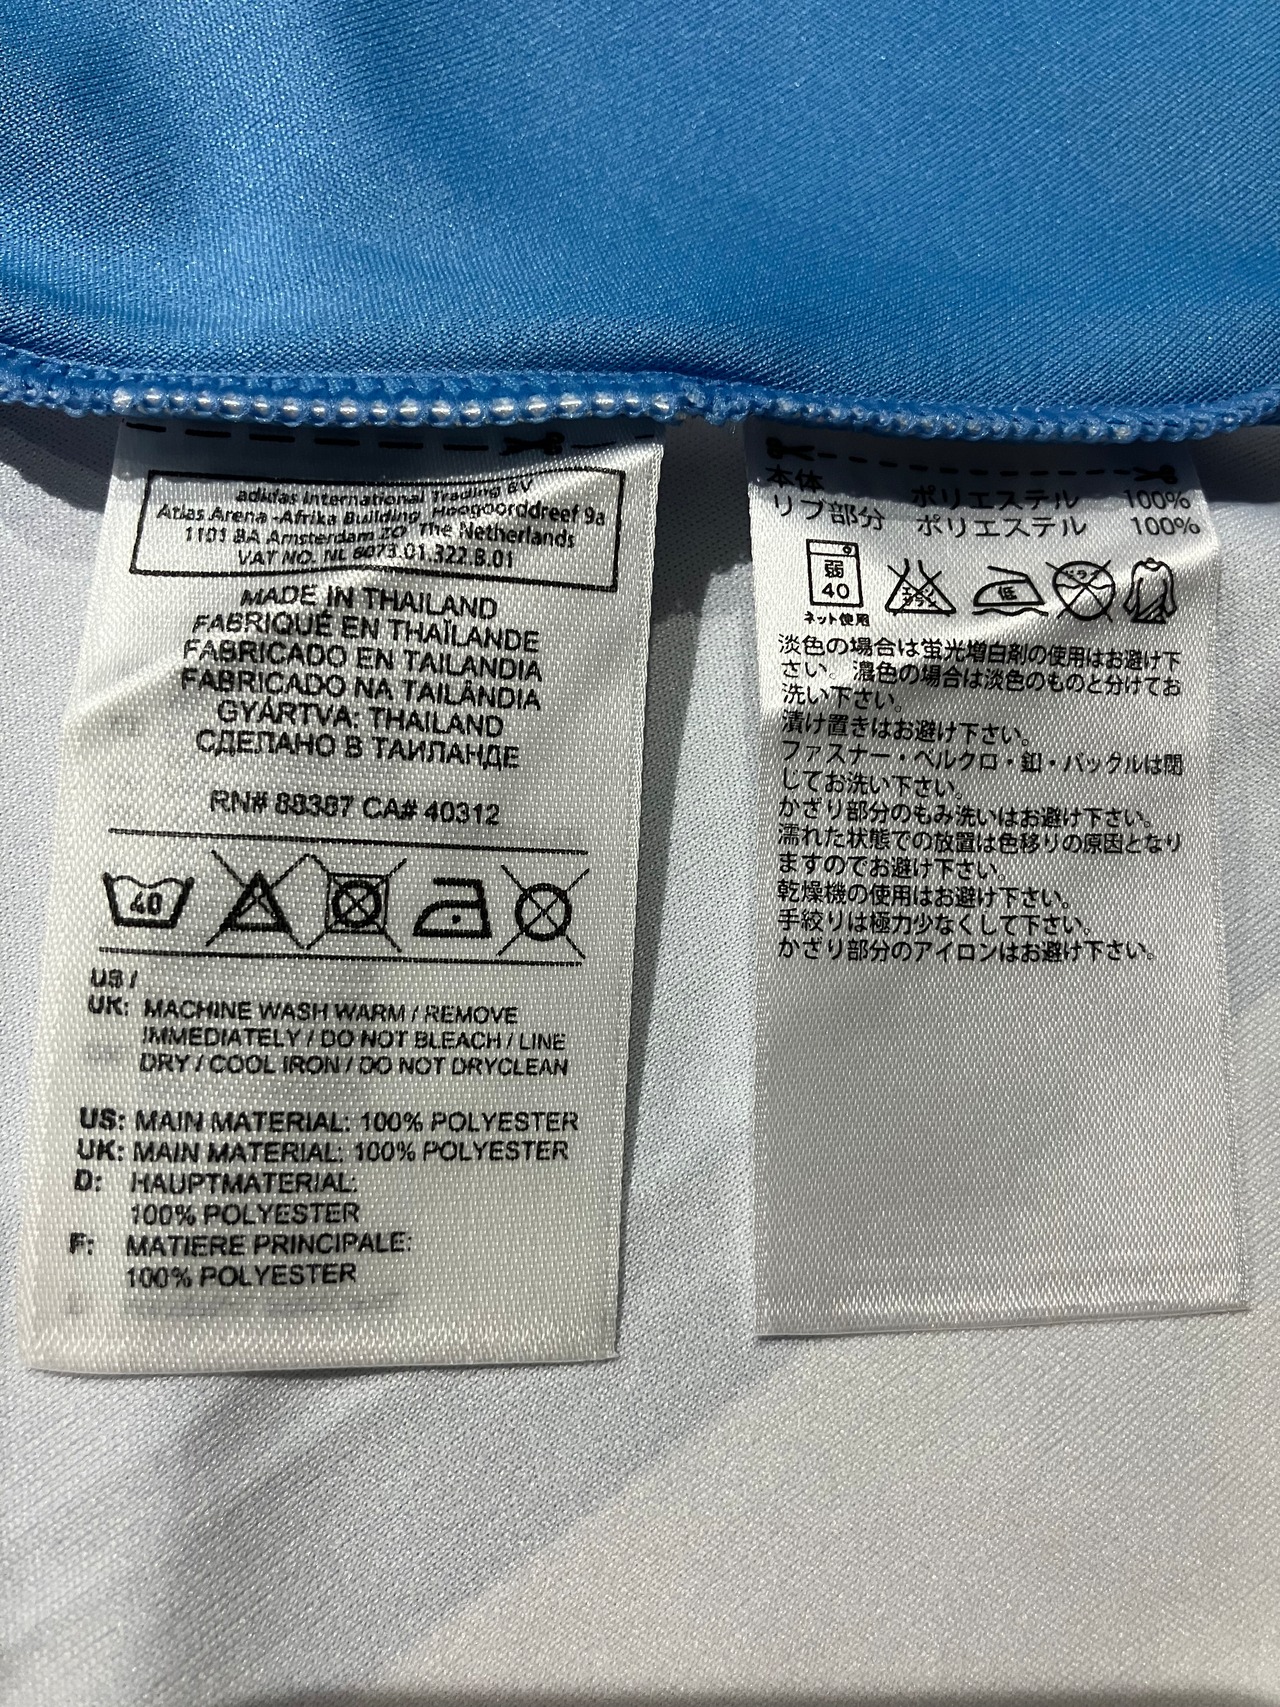 adidas International Trading BV
Atlas Arena -Afrika Building, Hoogoorddreef 9a
1101 BA Amsterdam ZO The Netherlands
VAT NO. NL 8073.01.322.B.01
MADE IN THAILAND
FABRIQUÉ EN THAÏLANDE
FABRICADO EN TAILANDIA
FABRICADO NA TAILÂNDIA
GYÁRTVA: THAILAND
СДЕЛАНО В ТАИЛАНДЕ
RN# 88387 CA# 40312
40
US /
UK: MACHINE WASH WARM / REMOVE
IMMEDIATELY / DO NOT BLEACH / LINE
DRY / COOL IRON / DO NOT DRYCLEAN
US: MAIN MATERIAL: 100% POLYESTER
UK: MAIN MATERIAL: 100% POLYESTER
D: HAUPTMATERIAL:
100% POLYESTER
F: MATIERE PRINCIPALE:
100% POLYESTER
本体 ポリエステル 100%
リブ部分 ポリエステル 100%
弱
40
エンソサラシ
低
ドライ
ネット使用
淡色の場合は蛍光増白剤の使用はお避け下
さい。濃色の場合は淡色のものと分けてお
洗い下さい。
漬け置きはお避け下さい。
ファスナー・ベルクロ・釦・バックルは閉
じてお洗い下さい。
かざり部分のもみ洗いはお避け下さい。
濡れた状態での放置は色移りの原因となり
ますのでお避け下さい。
乾燥機の使用はお避け下さい。
手絞りは極力少なくして下さい。
かざり部分のアイロンはお避け下さい。